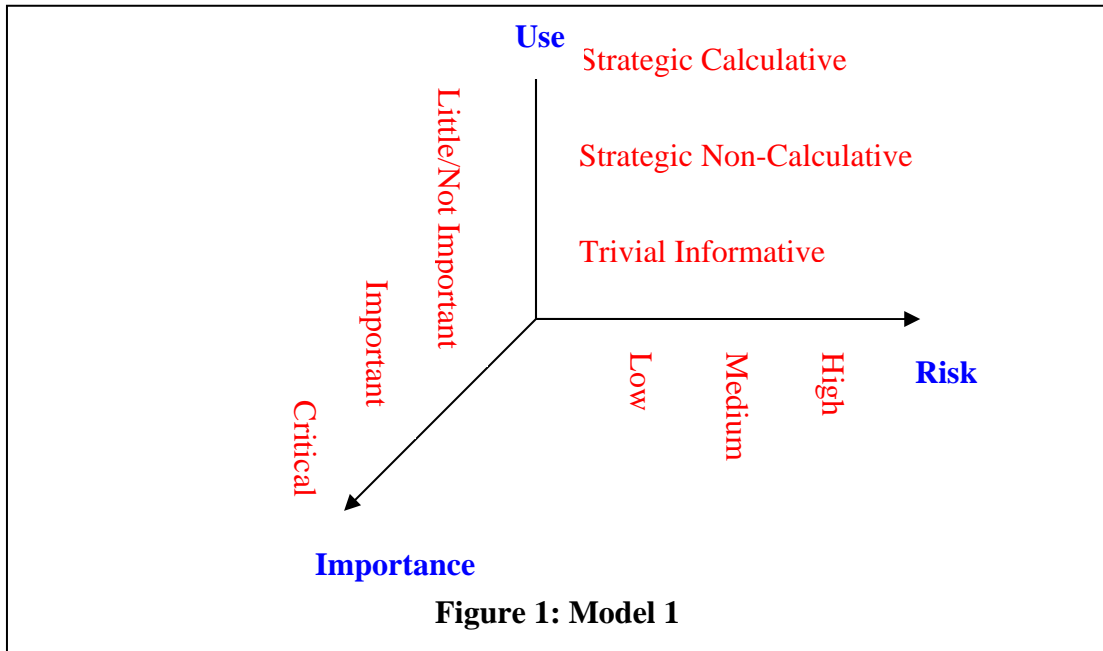 Use
Strategic Calculative
Strategic Non-Calculative
Trivial Informative
Little/Not Important
Important
Critical
Low
Medium
High
Risk
Importance
Figure 1: Model 1